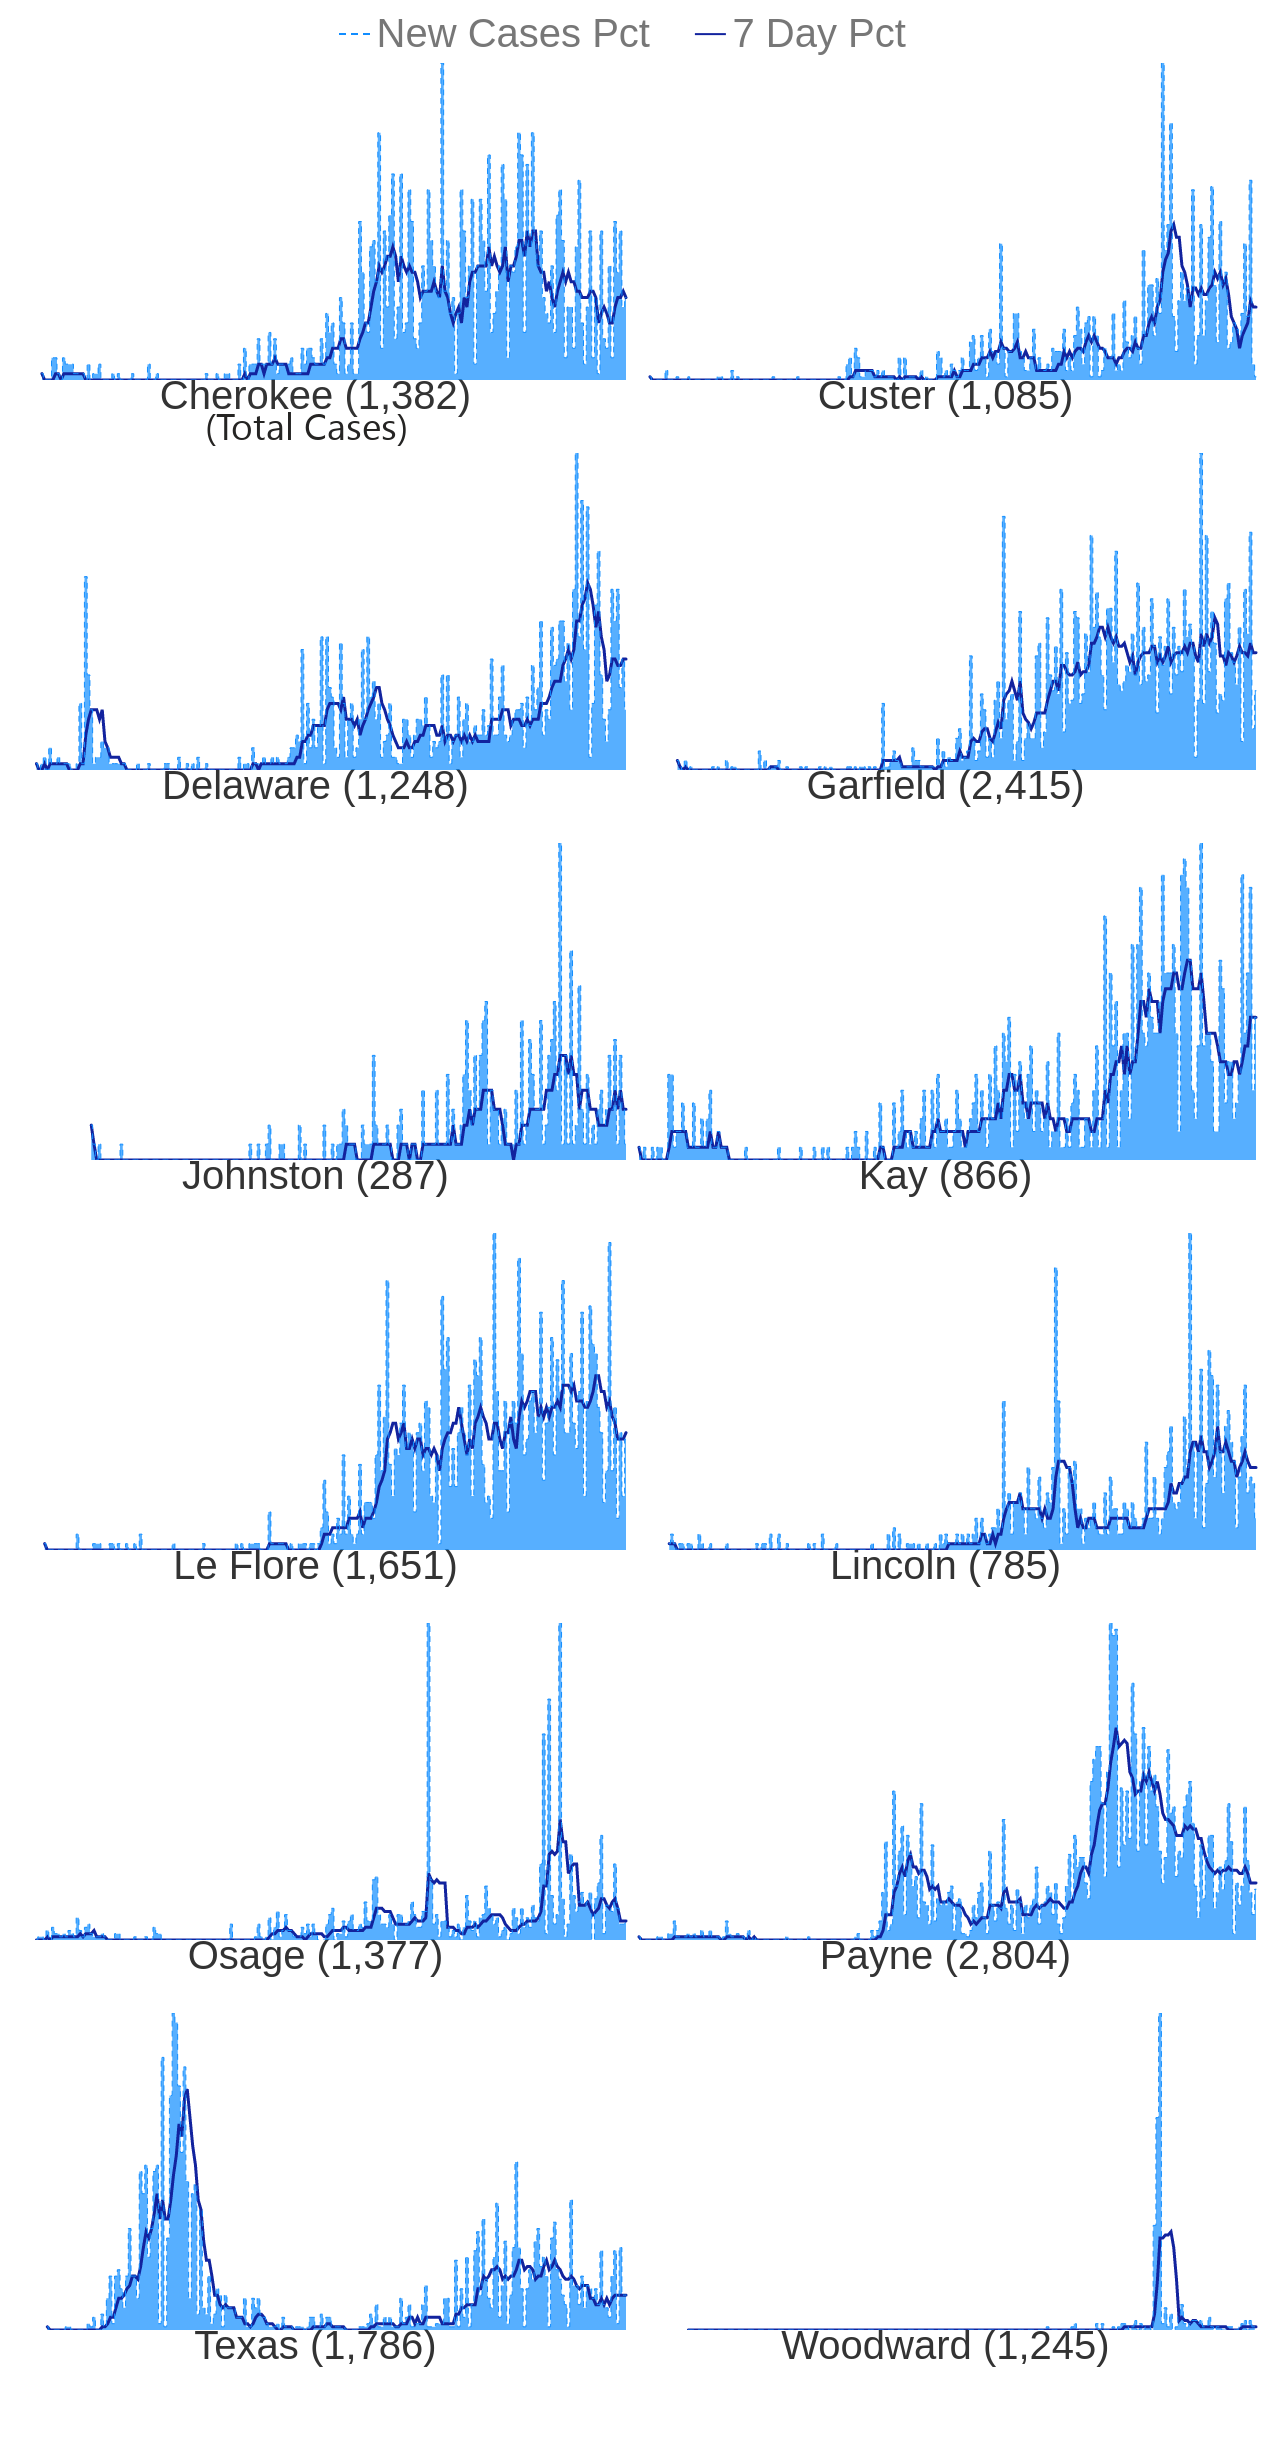 New Cases Pct 7 Day Pct
Cherokee (1,382) Custer (1,085)
(Total Cases)
Delaware (1,248) Garfield (2,415)
Johnston (287) Kay (866)
Le Flore (1,651) Lincoln (785)
Osage (1,377) Payne (2,804)
Texas (1,786) Woodward (1,245)